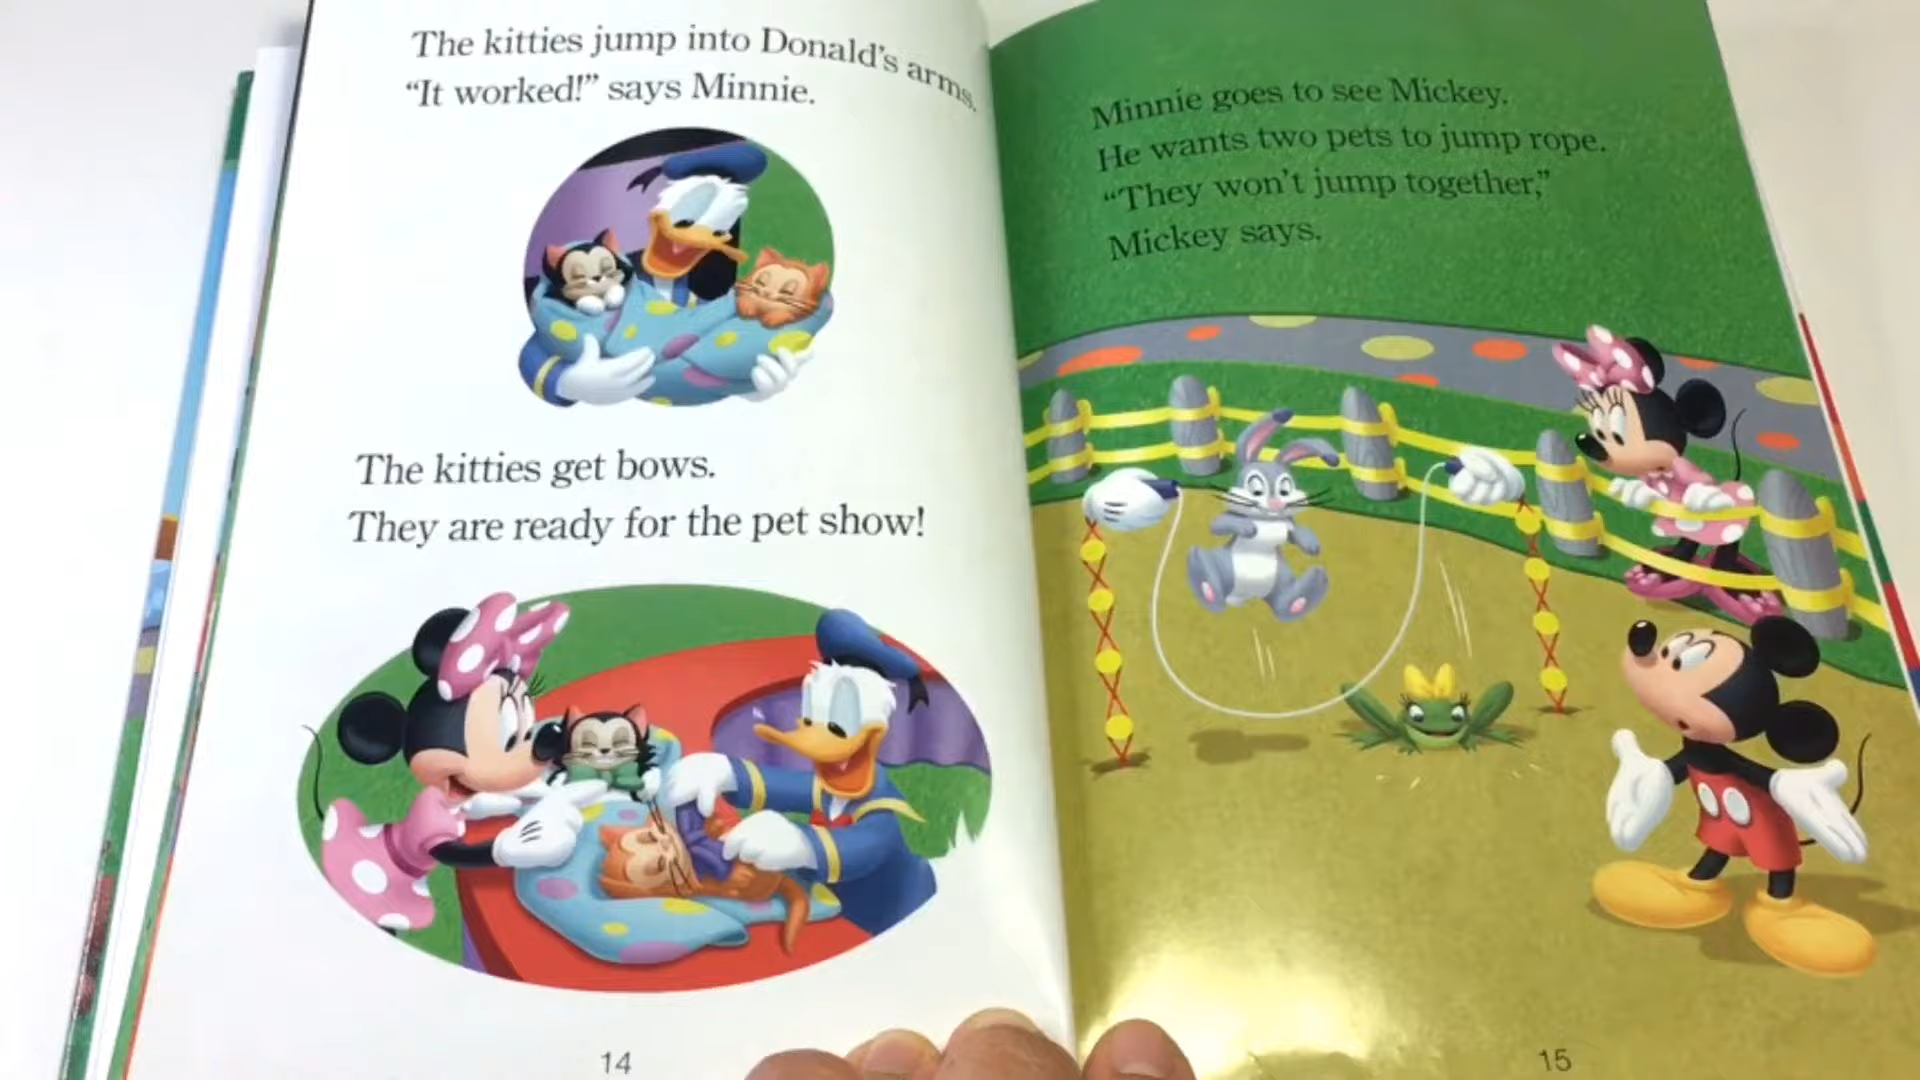 The kitties jump into Donald's arms.
“It worked!” says Minnie.
The kitties get bows.
They are ready for the pet show!
14
Minnie goes to see Mickey.
He wants two pets to jump rope.
“They won't jump together,”
Mickey says.
15